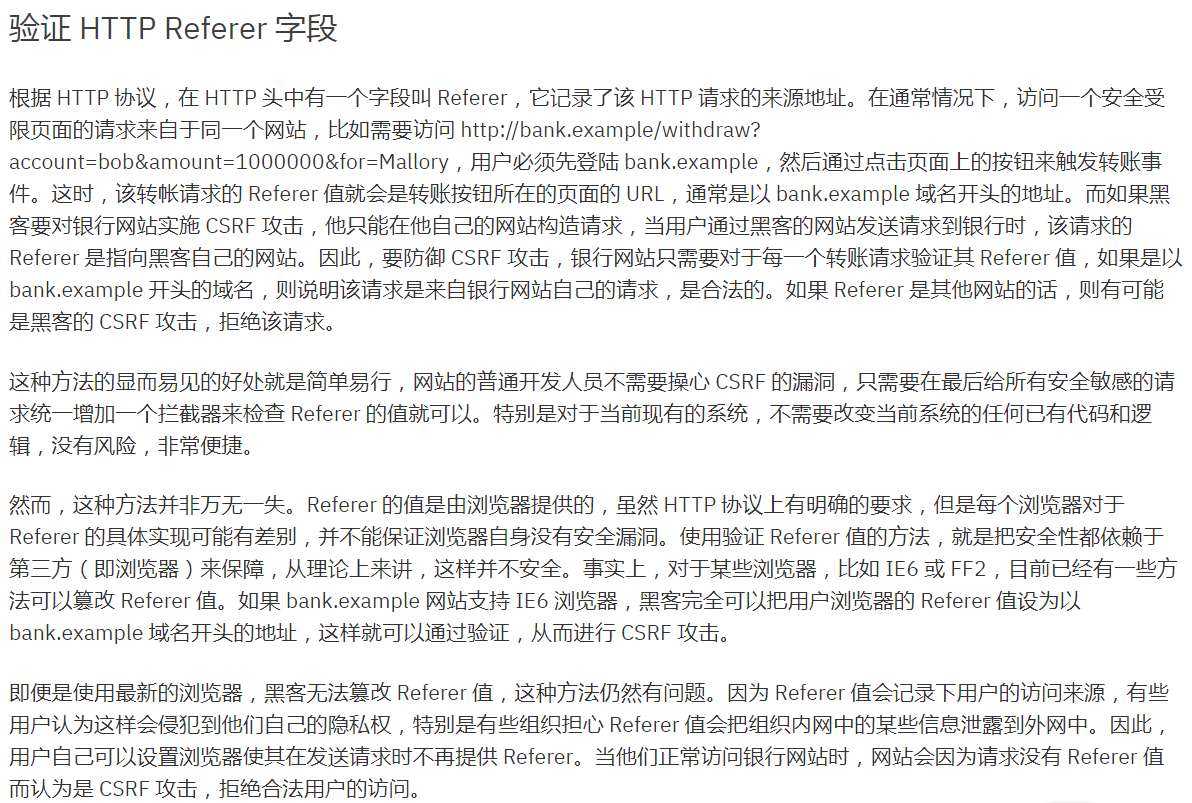 验证 HTTP Referer 字段
根据 HTTP 协议，在 HTTP 头中有一个字段叫 Referer，它记录了该 HTTP 请求的来源地址。在通常情况下，访问一个安全受
限页面的请求来自于同一个网站，比如需要访问 http://bank.example/withdraw?
account=bob&amount=1000000&for=Mallory，用户必须先登陆 bank.example，然后通过点击页面上的按钮来触发转账事
件。这时，该转帐请求的 Referer 值就会是转账按钮所在的页面的 URL，通常是以 bank.example 域名开头的地址。而如果黑
客要对银行网站实施 CSRF 攻击，他只能在他自己的网站构造请求，当用户通过黑客的网站发送请求到银行时，该请求的
Referer 是指向黑客自己的网站。因此，要防御 CSRF 攻击，银行网站只需要对于每一个转账请求验证其 Referer 值，如果是以
bank.example 开头的域名，则说明该请求是来自银行网站自己的请求，是合法的。如果 Referer 是其他网站的话，则有可能
是黑客的 CSRF 攻击，拒绝该请求。
这种方法的显而易见的好处就是简单易行，网站的普通开发人员不需要操心 CSRF 的漏洞，只需要在最后给所有安全敏感的请
求统一增加一个拦截器来检查 Referer 的值就可以。特别是对于当前现有的系统，不需要改变当前系统的任何已有代码和逻
辑，没有风险，非常便捷。
然而，这种方法并非万无一失。Referer 的值是由浏览器提供的，虽然 HTTP 协议上有明确的要求，但是每个浏览器对于
Referer 的具体实现可能有差别，并不能保证浏览器自身没有安全漏洞。使用验证 Referer 值的方法，就是把安全性都依赖于
第三方（即浏览器）来保障，从理论上来讲，这样并不安全。事实上，对于某些浏览器，比如 IE6 或 FF2，目前已经有一些方
法可以篡改 Referer 值。如果 bank.example 网站支持 IE6 浏览器，黑客完全可以把用户浏览器的 Referer 值设为以
bank.example 域名开头的地址，这样就可以通过验证，从而进行 CSRF 攻击。
即便是使用最新的浏览器，黑客无法篡改 Referer 值，这种方法仍然有问题。因为 Referer 值会记录下用户的访问来源，有些
用户认为这样会侵犯到他们自己的隐私权，特别是有些组织担心 Referer 值会把组织内网中的某些信息泄露到外网中。因此，
用户自己可以设置浏览器使其在发送请求时不再提供 Referer。当他们正常访问银行网站时，网站会因为请求没有 Referer 值
而认为是 CSRF 攻击，拒绝合法用户的访问。